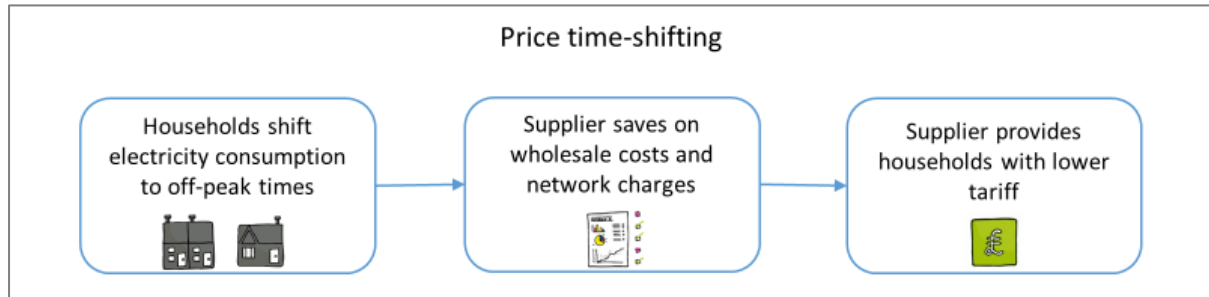 Price time-shifting
Households shift
electricity consumption
to off-peak times
Supplier saves on
wholesale costs and
network charges
Supplier provides
households with lower
tariff
£